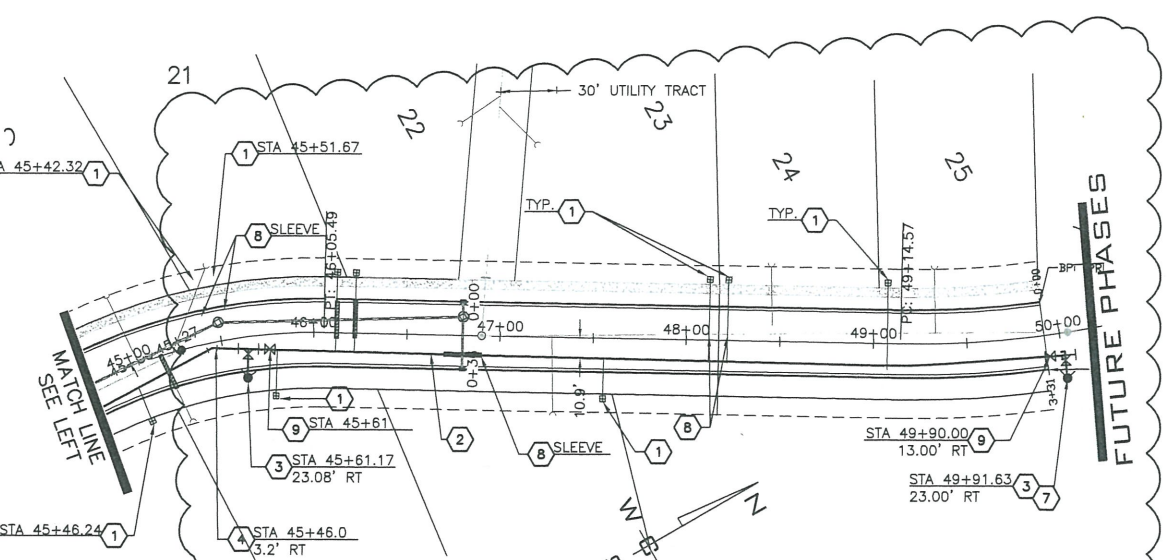 21
30' UTILITY TRACT
22
23
24
25
1 STA 45+51.67
A 45+42.32 1
8 SLEEVE
TYP. 1
TYP. 1
PI: 46+05.49
49+14.57
FUTURE PHASES
0+00
0+00
45+00
46+00
47+00
48+00
49+00
50+00
MATCH LINE
SEE LEFT
0+3
10.9'
3+31
1
9 STA 45+61
2
8 SLEEVE
1
8
STA 49+90.00 9
13.00' RT
3 STA 45+61.17
23.08' RT
STA 49+91.63 3 7
23.00' RT
STA 45+46.24 1
4 STA 45+46.0
3.2' RT
W
N